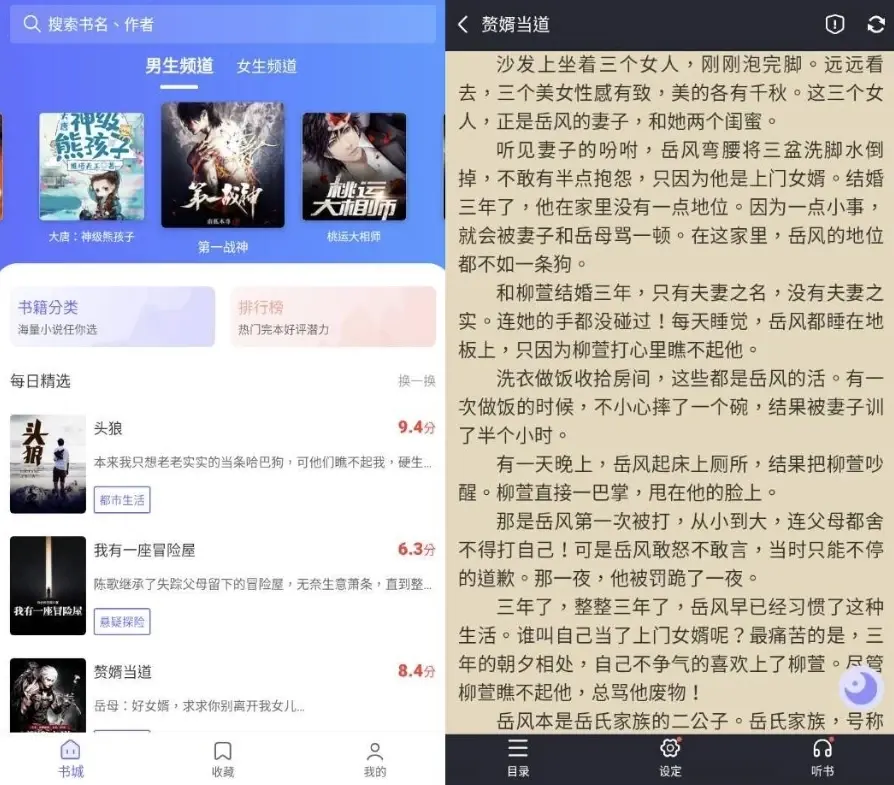 搜索书名、作者
男生频道
女生频道
神级
熊孩子
第一战神
桃运
大相师
大唐：神级熊孩子
第一战神
桃运大相师
书籍分类
海量小说任你选
排行榜
热门完本好评潜力
每日精选
换一换
头狼
头狼
9.4分
本来我只想老老实实的当条哈巴狗，可他们瞧不起我，硬生...
都市生活
我有一座冒险屋
我有一座冒险屋
6.3分
陈歌继承了失踪父母留下的冒险屋，无奈生意萧条，直到整...
悬疑探险
赘婿当道
8.4分
岳母：好女婿，求求你别离开我女儿...
书城
收藏
我的
赘婿当道
沙发上坐着三个女人，刚刚泡完脚。远远看
去，三个美女性感有致，美的各有千秋。这三个女
人，正是岳风的妻子，和她两个闺蜜。
听见妻子的吩咐，岳风弯腰将三盆洗脚水倒
掉，不敢有半点抱怨，只因为他是上门女婿。结婚
三年了，他在家里没有一点地位。因为一点小事，
就会被妻子和岳母骂一顿。在这家里，岳风的地位
都不如一条狗。
和柳萱结婚三年，只有夫妻之名，没有夫妻之
实。连她的手都没碰过！每天睡觉，岳风都睡在地
板上，只因为柳萱打心里瞧不起他。
洗衣做饭收拾房间，这些都是岳风的活。有一
次做饭的时候，不小心摔了一个碗，结果被妻子训
了半个小时。
有一天晚上，岳风起床上厕所，结果把柳萱吵
醒。柳萱直接一巴掌，甩在他的脸上。
那是岳风第一次被打，从小到大，连父母都舍
不得打自己！可是岳风敢怒不敢言，当时只能不停
的道歉。那一夜，他被罚跪了一夜。
三年了，整整三年了，岳风早已经习惯了这种
生活。谁叫自己当了上门女婿呢？最痛苦的是，三
年的朝夕相处，自己不争气的喜欢上了柳萱。尽管
柳萱瞧不起他，总骂他废物！
岳风本是岳氏家族的二公子。岳氏家族，号称
目录
设定
听书